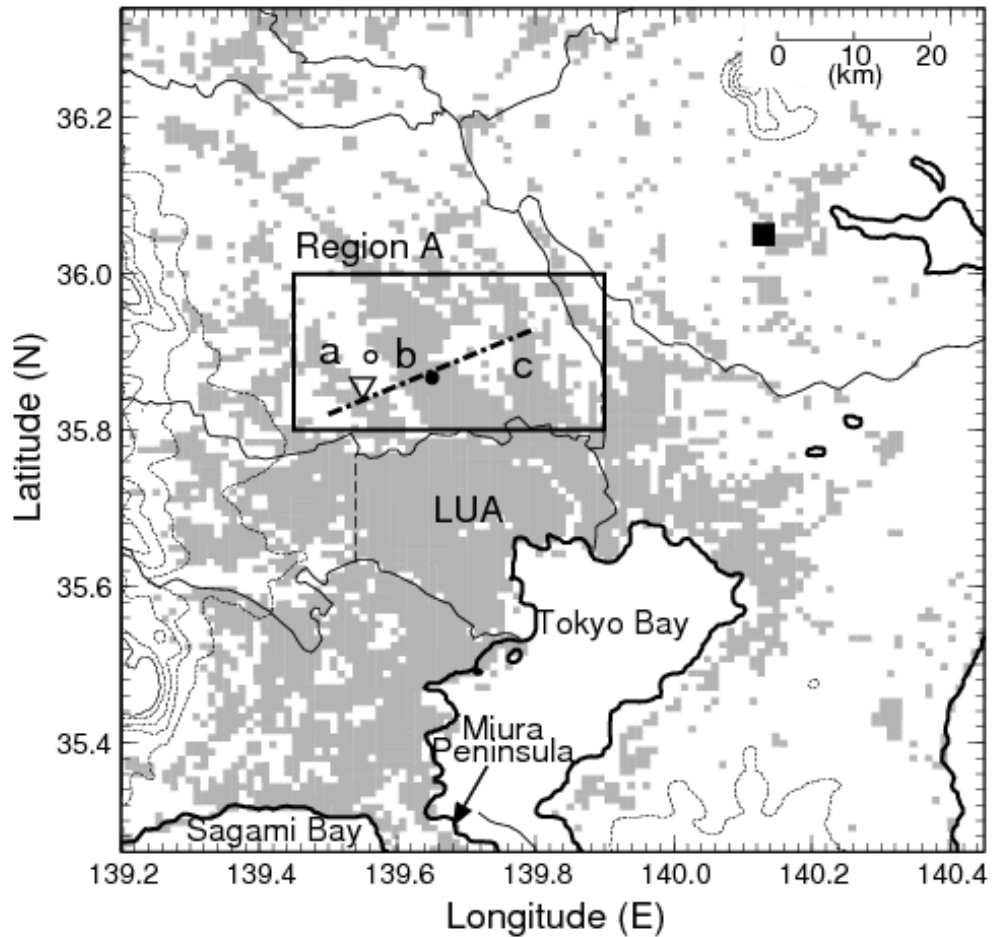 0 10 20
(km)
36.2
Region A
36.0
a
b
c
35.8
LUA
35.6
Tokyo Bay
35.4
Miura
Peninsula
Sagami Bay
139.2 139.4 139.6 139.8 140.0 140.2 140.4
Longitude (E)
Latitude (N)